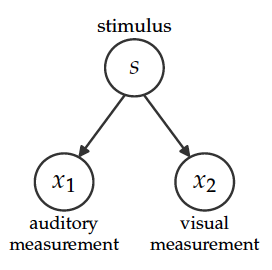 stimulus
s
x1
x2
auditory
measurement
visual
measurement